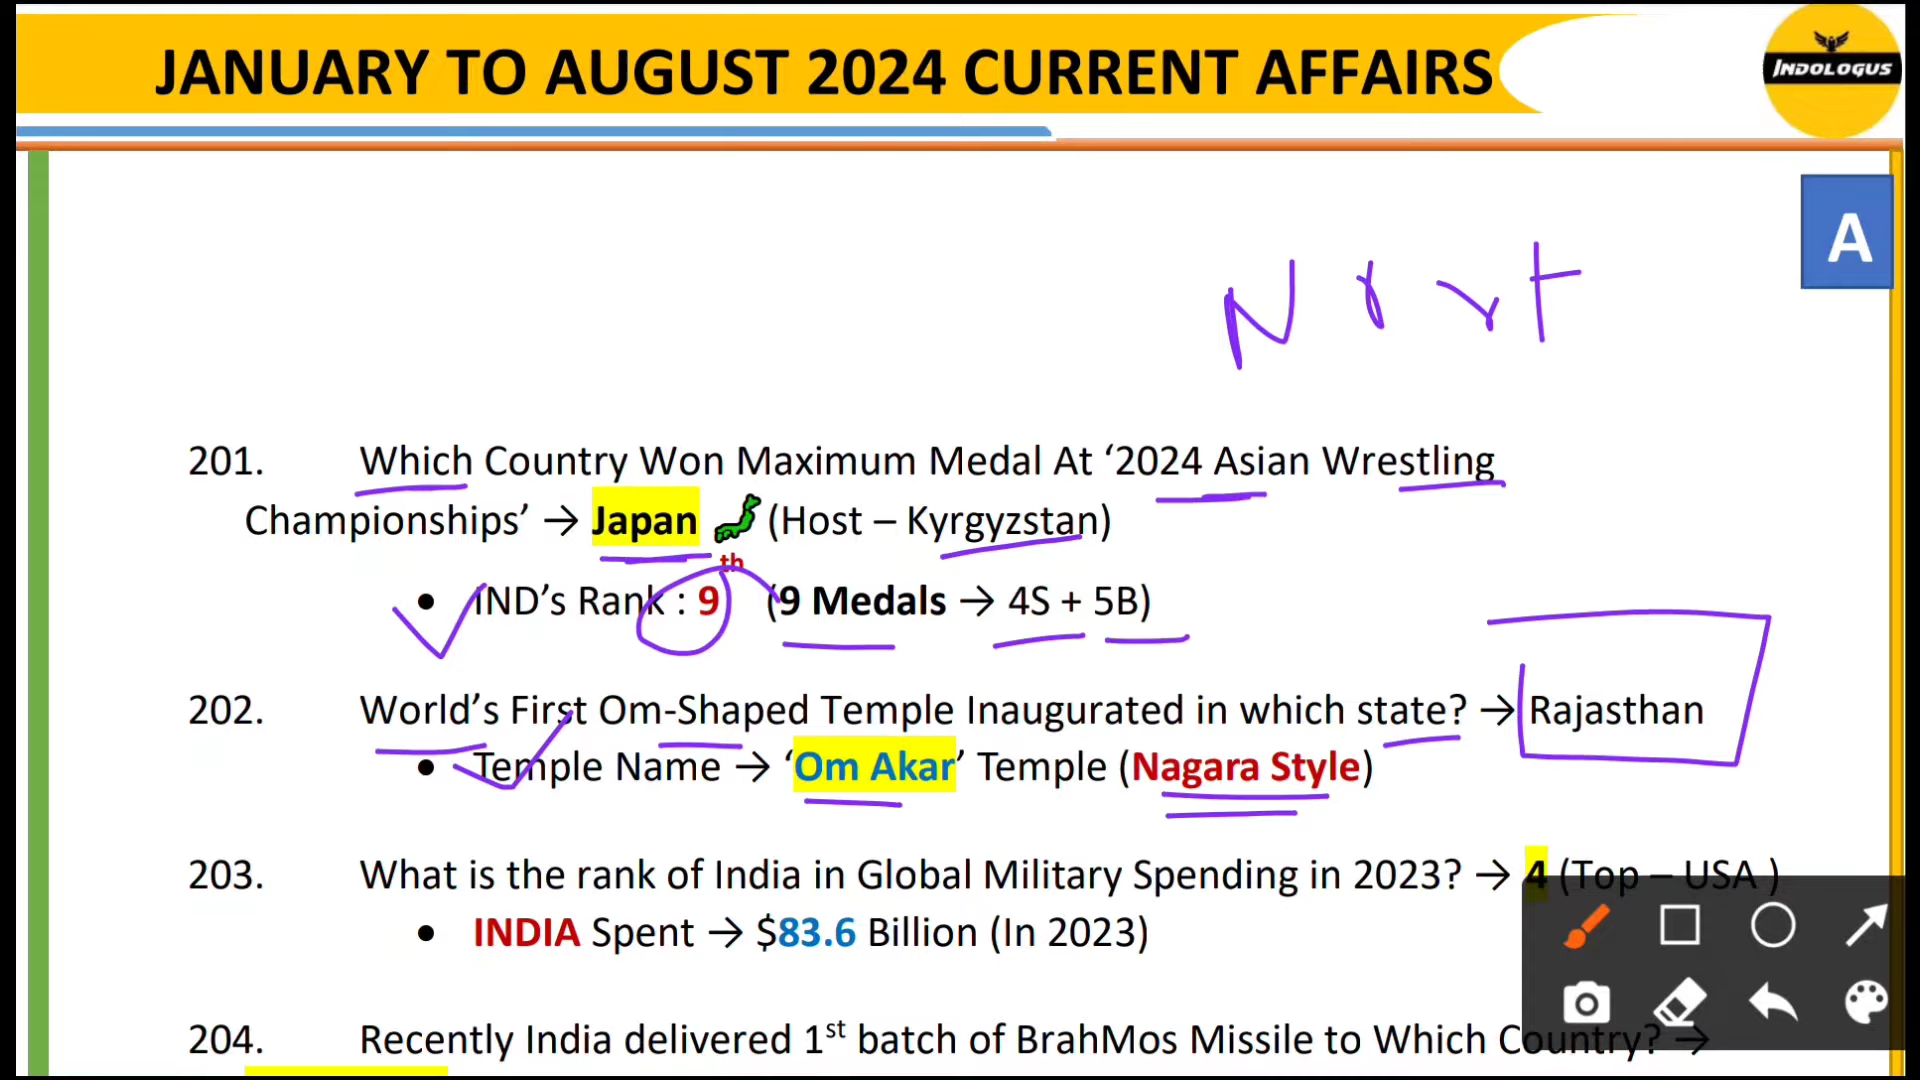 JANUARY TO AUGUST 2024 CURRENT AFFAIRS
INDOLOGUS
A
201. Which Country Won Maximum Medal At ‘2024 Asian Wrestling
Championships’ → Japan (Host – Kyrgyzstan)
• IND’s Rank : 9th (9 Medals → 4S + 5B)
202. World’s First Om-Shaped Temple Inaugurated in which state? → Rajasthan
• Temple Name → ‘Om Akar’ Temple (Nagara Style)
203. What is the rank of India in Global Military Spending in 2023? → 4 (Top – USA )
• INDIA Spent → $83.6 Billion (In 2023)
204. Recently India delivered 1st batch of BrahMos Missile to Which Country? →